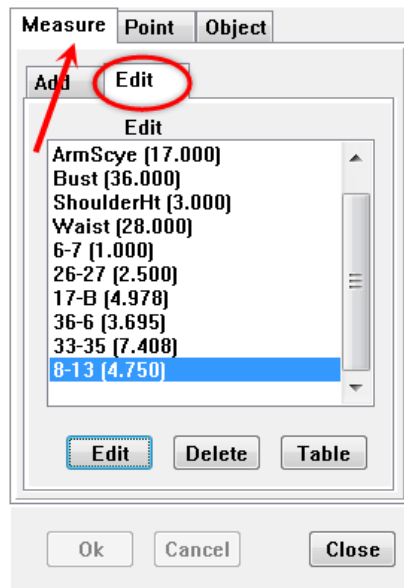 Measure Point Object
Add Edit
Edit
ArmScye (17.000)
Bust (36.000)
ShoulderHt (3.000)
Waist (28.000)
6-7 (1.000)
26-27 (2.500)
17-B (4.978)
36-6 (3.695)
33-35 (7.408)
8-13 (4.750)
Edit Delete Table
Ok Cancel Close